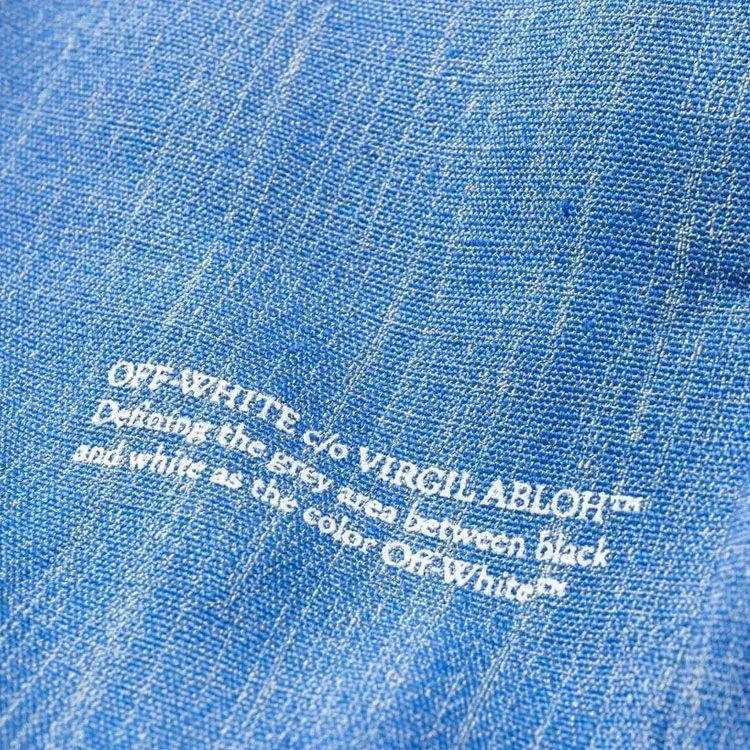 OFF-WHITE c/o VIRGIL ABLOH™
Defining the grey area between black
and white as the color Off-White™